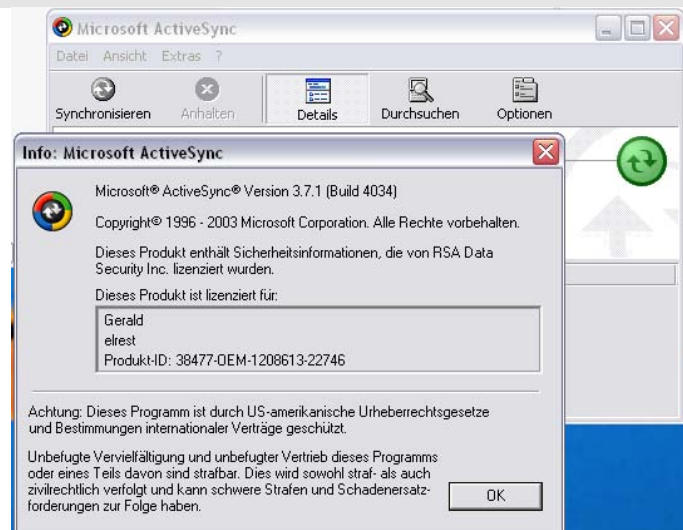 Microsoft ActiveSync
Datei Ansicht Extras ?
Synchronisieren Anhalten Details Durchsuchen Optionen
Info: Microsoft ActiveSync
Microsoft® ActiveSync® Version 3.7.1 (Build 4034)
Copyright© 1996 - 2003 Microsoft Corporation. Alle Rechte vorbehalten.
Dieses Produkt enthält Sicherheitsinformationen, die von RSA Data
Security Inc. lizenziert wurden.
Dieses Produkt ist lizenziert für:
Gerald
elrest
Produkt-ID: 38477-OEM-1208613-22746
Achtung: Dieses Programm ist durch US-amerikanische Urheberrechtsgesetze
und Bestimmungen internationaler Verträge geschützt.
Unbefugte Vervielfältigung und unbefugter Vertrieb dieses Programms
oder eines Teils davon sind strafbar. Dies wird sowohl straf- als auch
zivilrechtlich verfolgt und kann schwere Strafen und Schadenersatz-
forderungen zur Folge haben.
OK